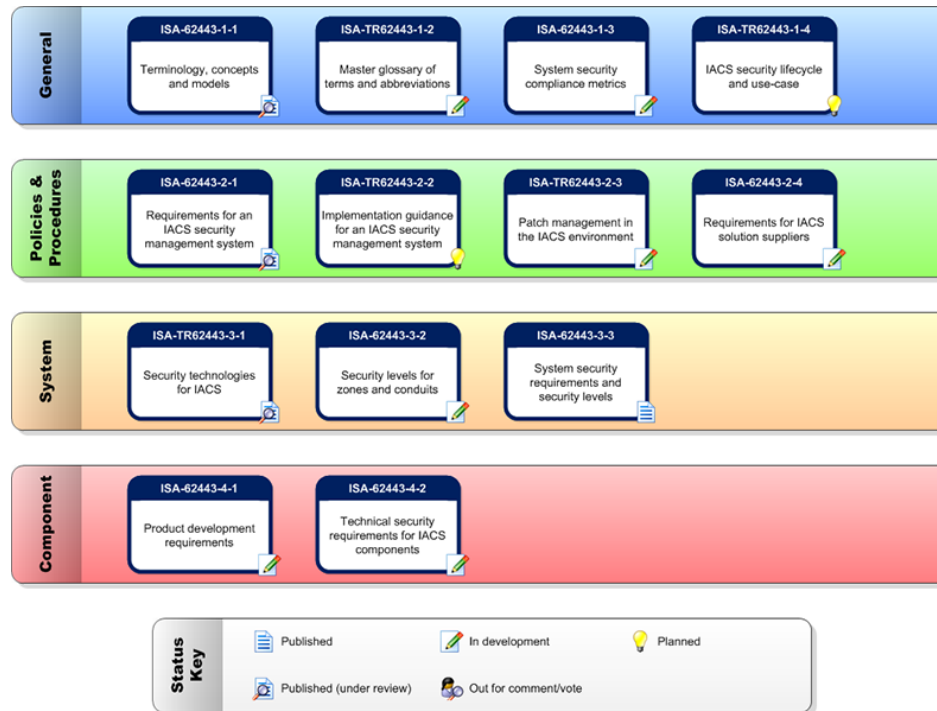 General
ISA-62443-1-1
Terminology, concepts
and models
ISA-TR62443-1-2
Master glossary of
terms and abbreviations
ISA-62443-1-3
System security
compliance metrics
ISA-TR62443-1-4
IACS security lifecycle
and use-case
Policies &
Procedures
ISA-62443-2-1
Requirements for an
IACS security
management system
ISA-TR62443-2-2
Implementation guidance
for an IACS security
management system
ISA-TR62443-2-3
Patch management in
the IACS environment
ISA-62443-2-4
Requirements for IACS
solution suppliers
System
ISA-TR62443-3-1
Security technologies
for IACS
ISA-62443-3-2
Security levels for
zones and conduits
ISA-62443-3-3
System security
requirements and
security levels
Component
ISA-62443-4-1
Product development
requirements
ISA-62443-4-2
Technical security
requirements for IACS
components
Status
Key
Published
In development
Planned
Published (under review)
Out for comment/vote